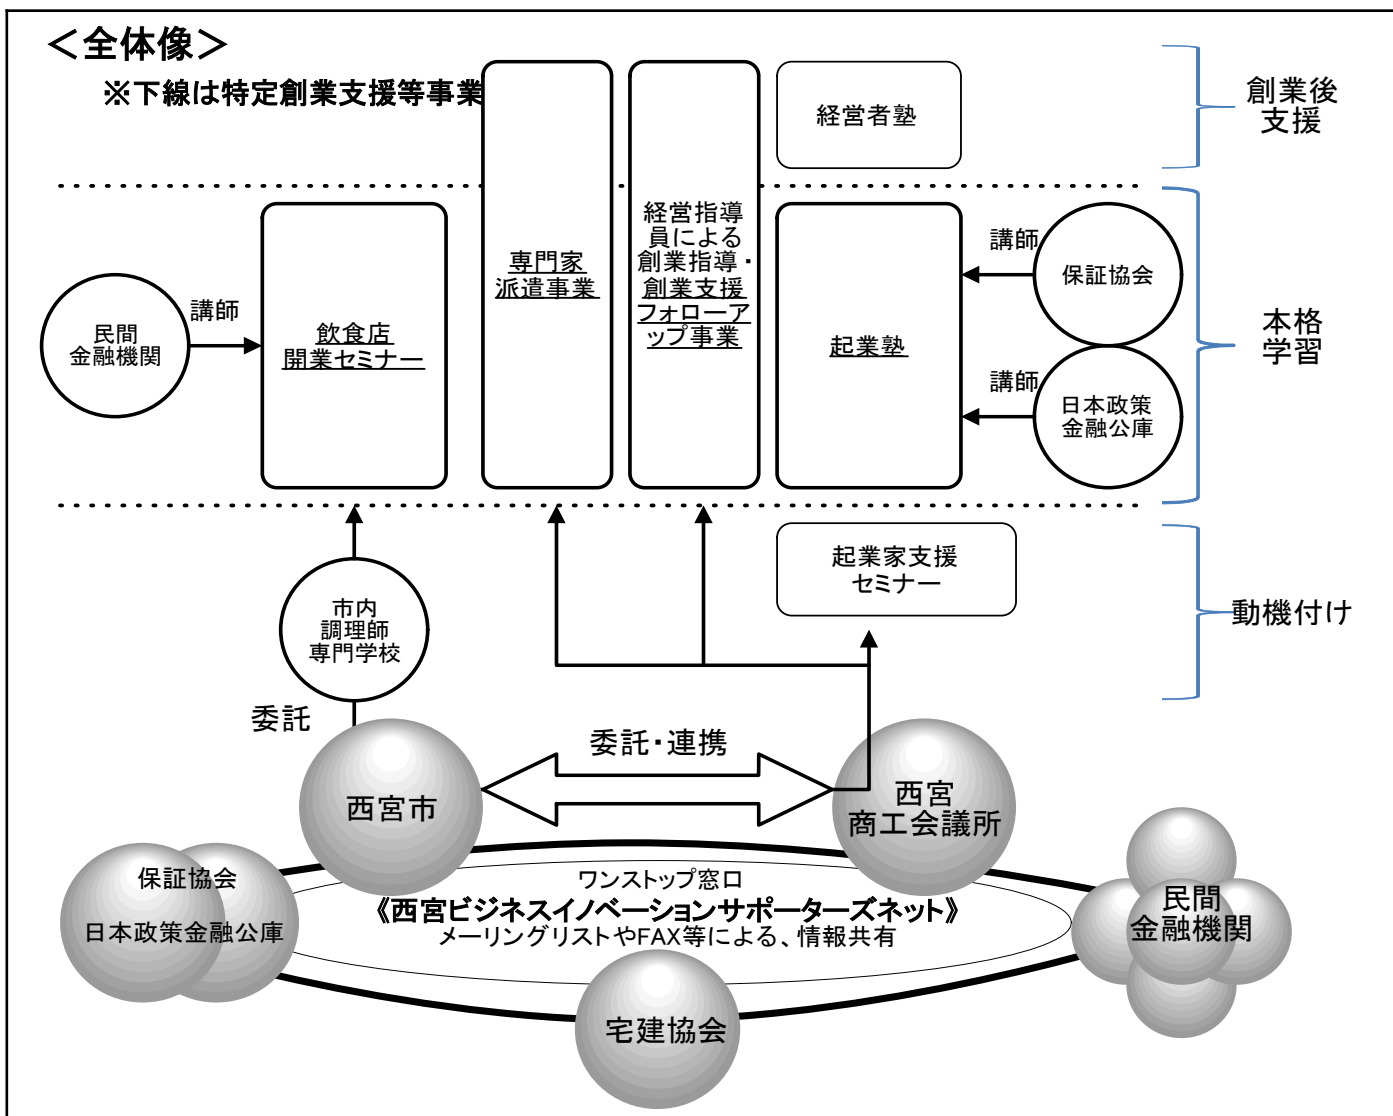 ＜全体像＞
※下線は特定創業支援等事業
経営者塾
創業後
支援
民間
金融機関
講師
飲食店
開業セミナー
専門家
派遣事業
経営指導
員による
創業指導・
創業支援
フォローア
ップ事業
起業塾
講師
保証協会
講師
日本政策
金融公庫
本格
学習
起業家支援
セミナー
動機付け
市内
調理師
専門学校
委託
委託・連携
西宮市
西宮
商工会議所
保証協会
日本政策金融公庫
ワンストップ窓口
《西宮ビジネスイノベーションサポーターズネット》
メーリングリストやFAX等による、情報共有
民間
金融機関
宅建協会